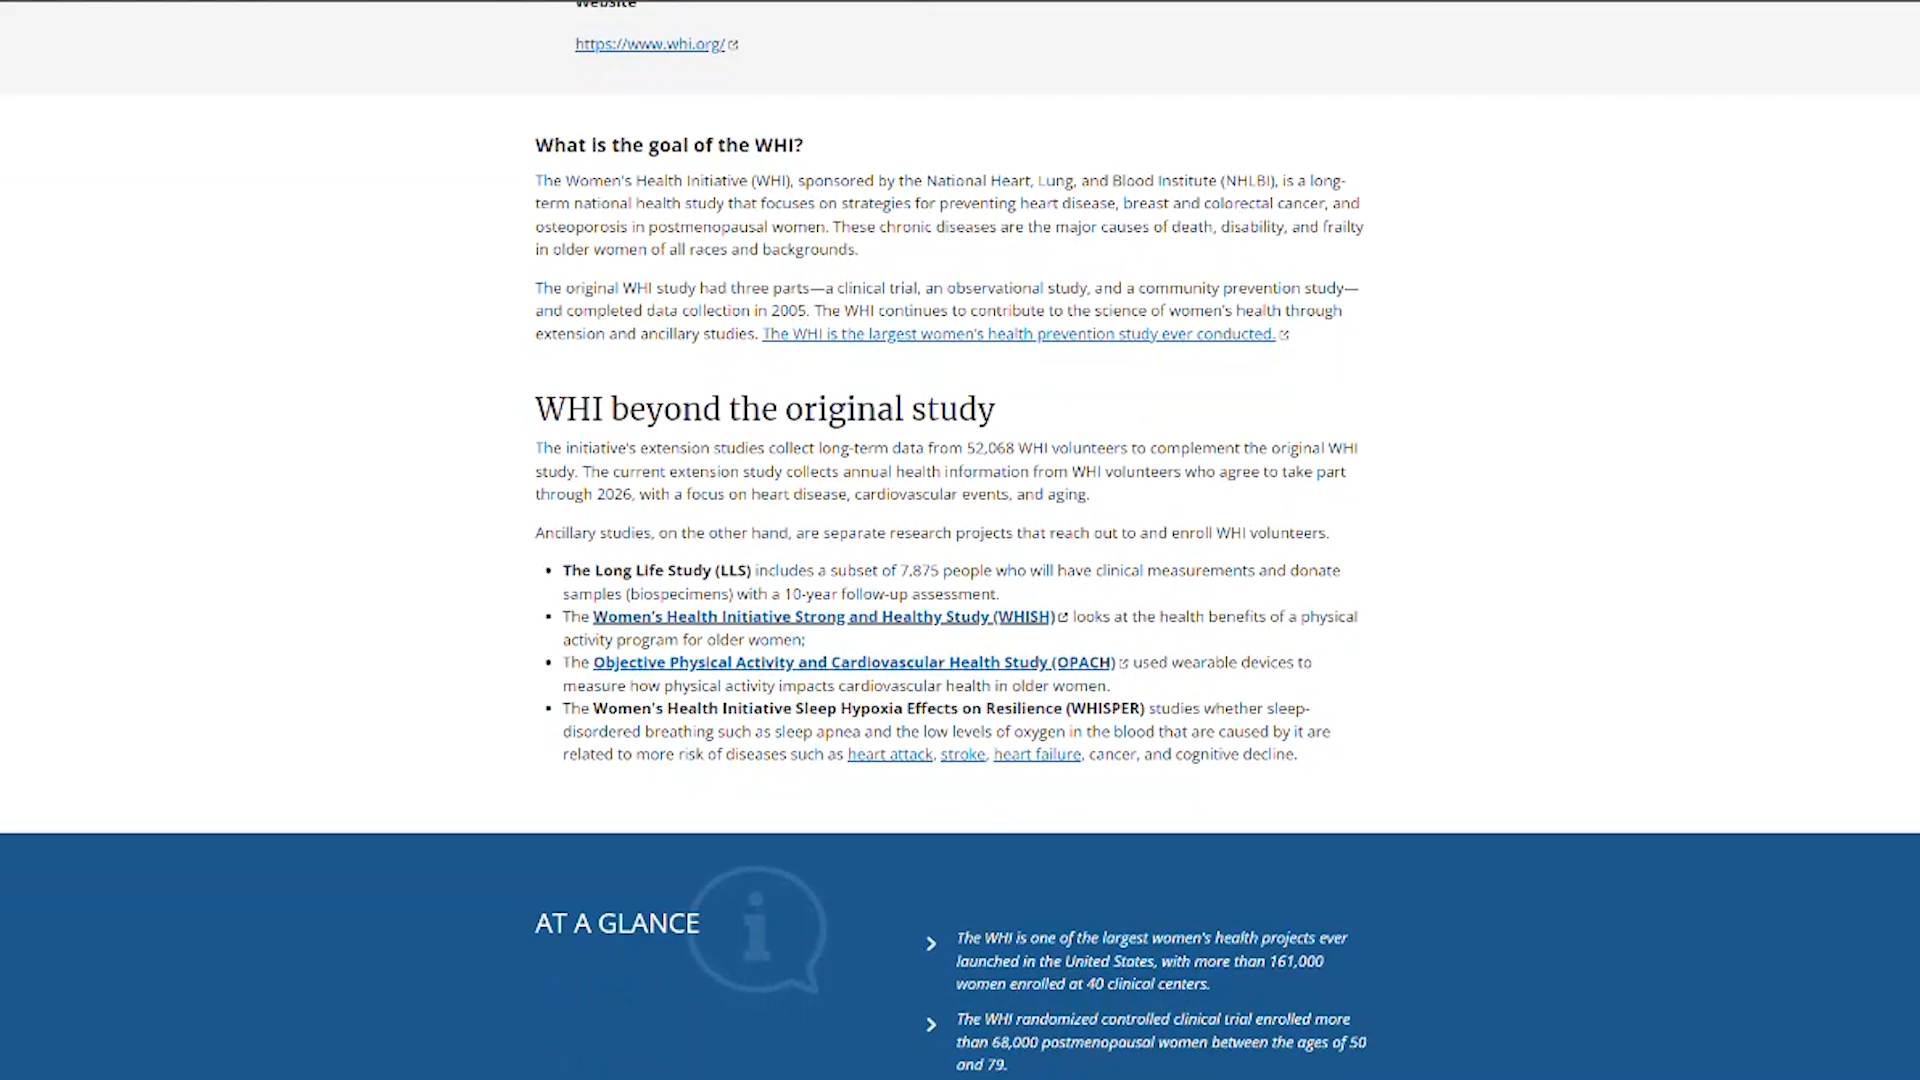 Website
https://www.whi.org/
What is the goal of the WHI?
The Women's Health Initiative (WHI), sponsored by the National Heart, Lung, and Blood Institute (NHLBI), is a long-
term national health study that focuses on strategies for preventing heart disease, breast and colorectal cancer, and
osteoporosis in postmenopausal women. These chronic diseases are the major causes of death, disability, and frailty
in older women of all races and backgrounds.
The original WHI study had three parts—a clinical trial, an observational study, and a community prevention study—
and completed data collection in 2005. The WHI continues to contribute to the science of women's health through
extension and ancillary studies. The WHI is the largest women's health prevention study ever conducted.
WHI beyond the original study
The initiative's extension studies collect long-term data from 52,068 WHI volunteers to complement the original WHI
study. The current extension study collects annual health information from WHI volunteers who agree to take part
through 2026, with a focus on heart disease, cardiovascular events, and aging.
Ancillary studies, on the other hand, are separate research projects that reach out to and enroll WHI volunteers.
• The Long Life Study (LLS) includes a subset of 7,875 people who will have clinical measurements and donate
samples (biospecimens) with a 10-year follow-up assessment.
• The Women's Health Initiative Strong and Healthy Study (WHISH) looks at the health benefits of a physical
activity program for older women;
• The Objective Physical Activity and Cardiovascular Health Study (OPACH) used wearable devices to
measure how physical activity impacts cardiovascular health in older women.
• The Women's Health Initiative Sleep Hypoxia Effects on Resilience (WHISPER) studies whether sleep-
disordered breathing such as sleep apnea and the low levels of oxygen in the blood that are caused by it are
related to more risk of diseases such as heart attack, stroke, heart failure, cancer, and cognitive decline.
AT A GLANCE
The WHI is one of the largest women's health projects ever
launched in the United States, with more than 161,000
women enrolled at 40 clinical centers.
The WHI randomized controlled clinical trial enrolled more
than 68,000 postmenopausal women between the ages of 50
and 79.